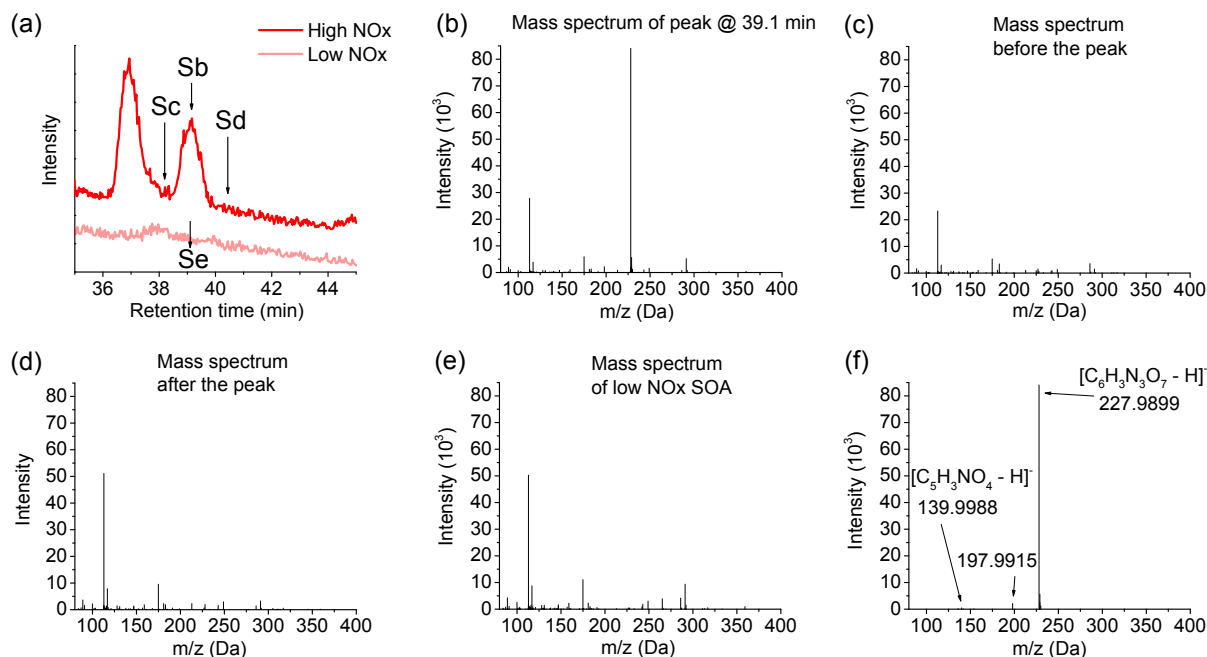 (a)
High NOx
Low NOx
Sb
Sc
Sd
Se
Intensity
36 38 40 42 44
Retention time (min)
(b)
Mass spectrum of peak @ 39.1 min
Intensity (10³)
80
70
60
50
40
30
20
10
0
100 150 200 250 300 350 400
m/z (Da)
(c)
Mass spectrum
before the peak
Intensity (10³)
80
70
60
50
40
30
20
10
0
100 150 200 250 300 350 400
m/z (Da)
(d)
Mass spectrum
after the peak
Intensity
80
70
60
50
40
30
20
10
0
100 150 200 250 300 350 400
m/z (Da)
(e)
Mass spectrum
of low NOx SOA
Intensity (10³)
80
70
60
50
40
30
20
10
0
100 150 200 250 300 350 400
m/z (Da)
(f)
[C₆H₃N₃O₇ - H]⁻
227.9899
[C₅H₃NO₄ - H]⁻
139.9988
197.9915
Intensity (10³)
80
70
60
50
40
30
20
10
0
100 150 200 250 300 350 400
m/z (Da)